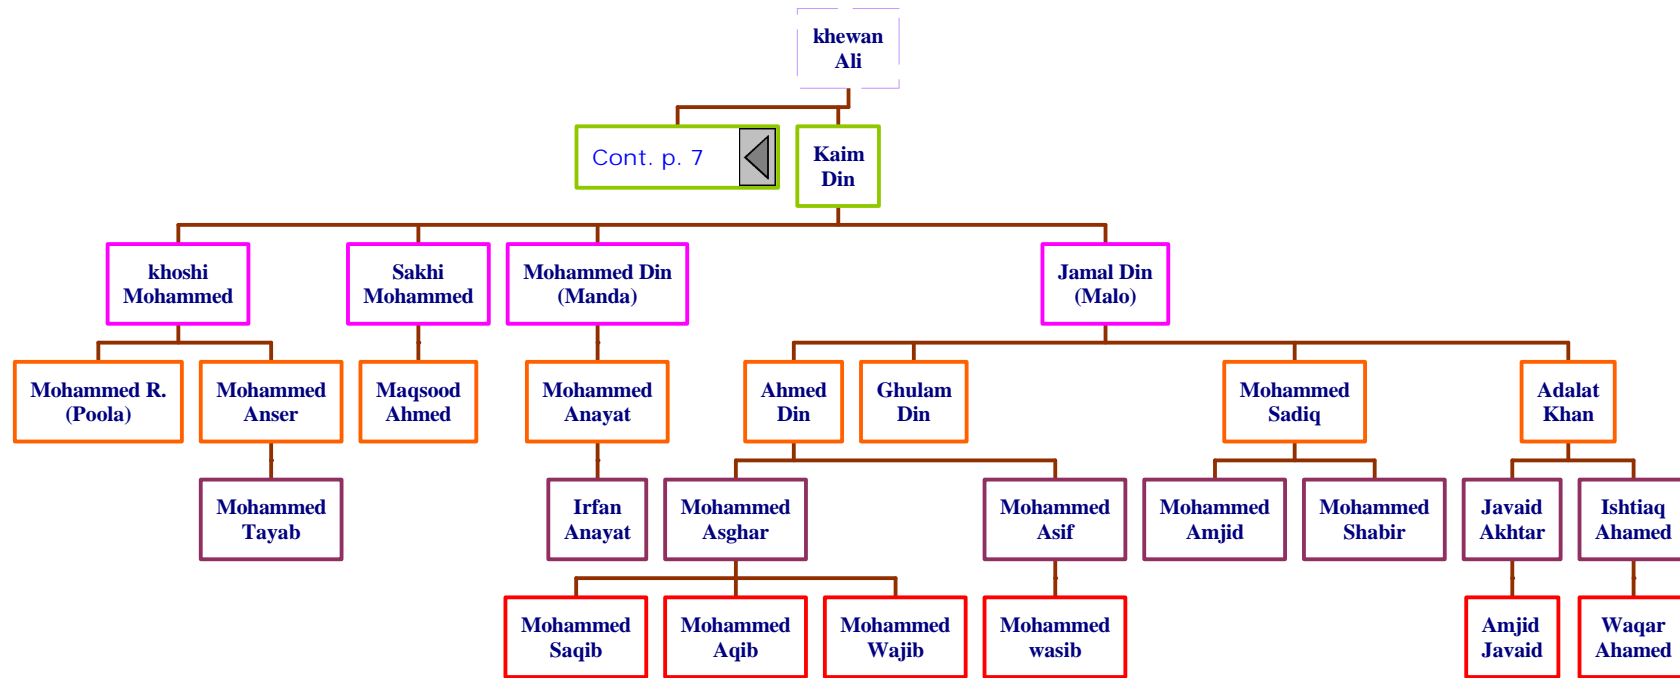 khewan
Ali
Cont. p. 7
Kaim
Din
khoshi
Mohammed
Sakhi
Mohammed
Mohammed Din
(Manda)
Jamal Din
(Malo)
Mohammed R.
(Poola)
Mohammed
Anser
Maqsood
Ahmed
Mohammed
Anayat
Ahmed
Din
Ghulam
Din
Mohammed
Sadiq
Adalat
Khan
Mohammed
Tayab
Irfan
Anayat
Mohammed
Asghar
Mohammed
Asif
Mohammed
Amjid
Mohammed
Shabir
Javaid
Akhtar
Ishtiaq
Ahamed
Mohammed
Saqib
Mohammed
Aqib
Mohammed
Wajib
Mohammed
wasib
Amjid
Javaid
Waqar
Ahamed